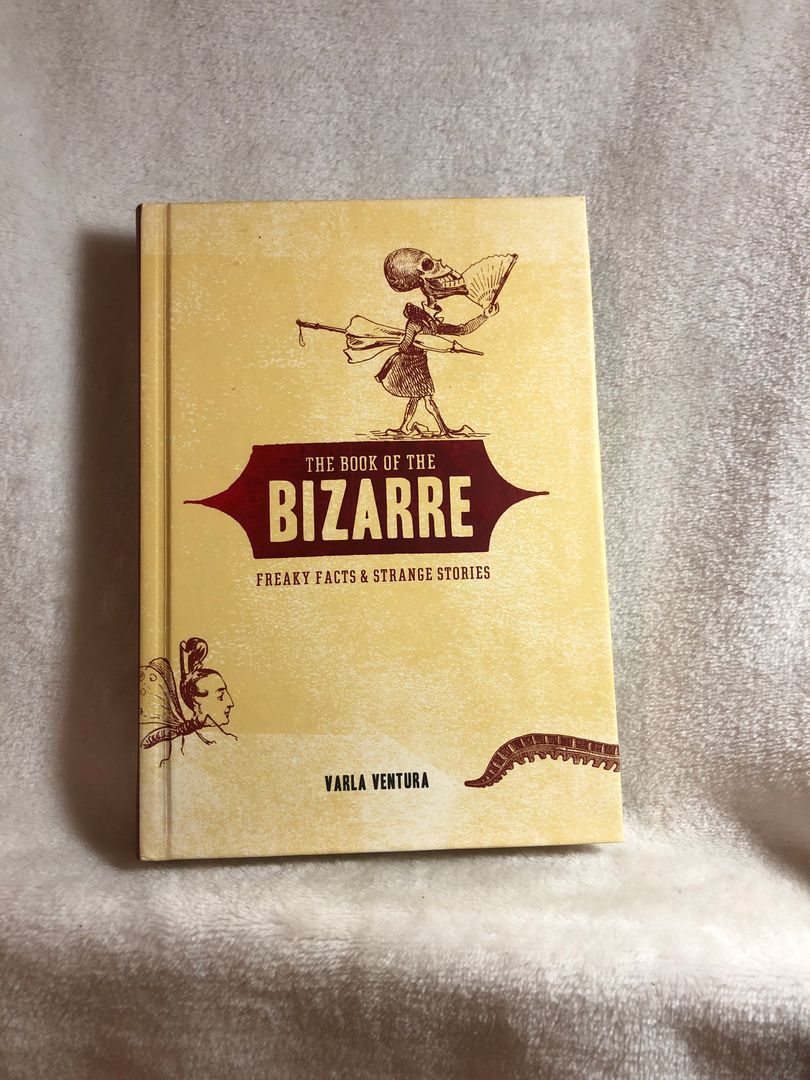 THE BOOK OF THE
BIZARRE
FREAKY FACTS & STRANGE STORIES
VARLA VENTURA